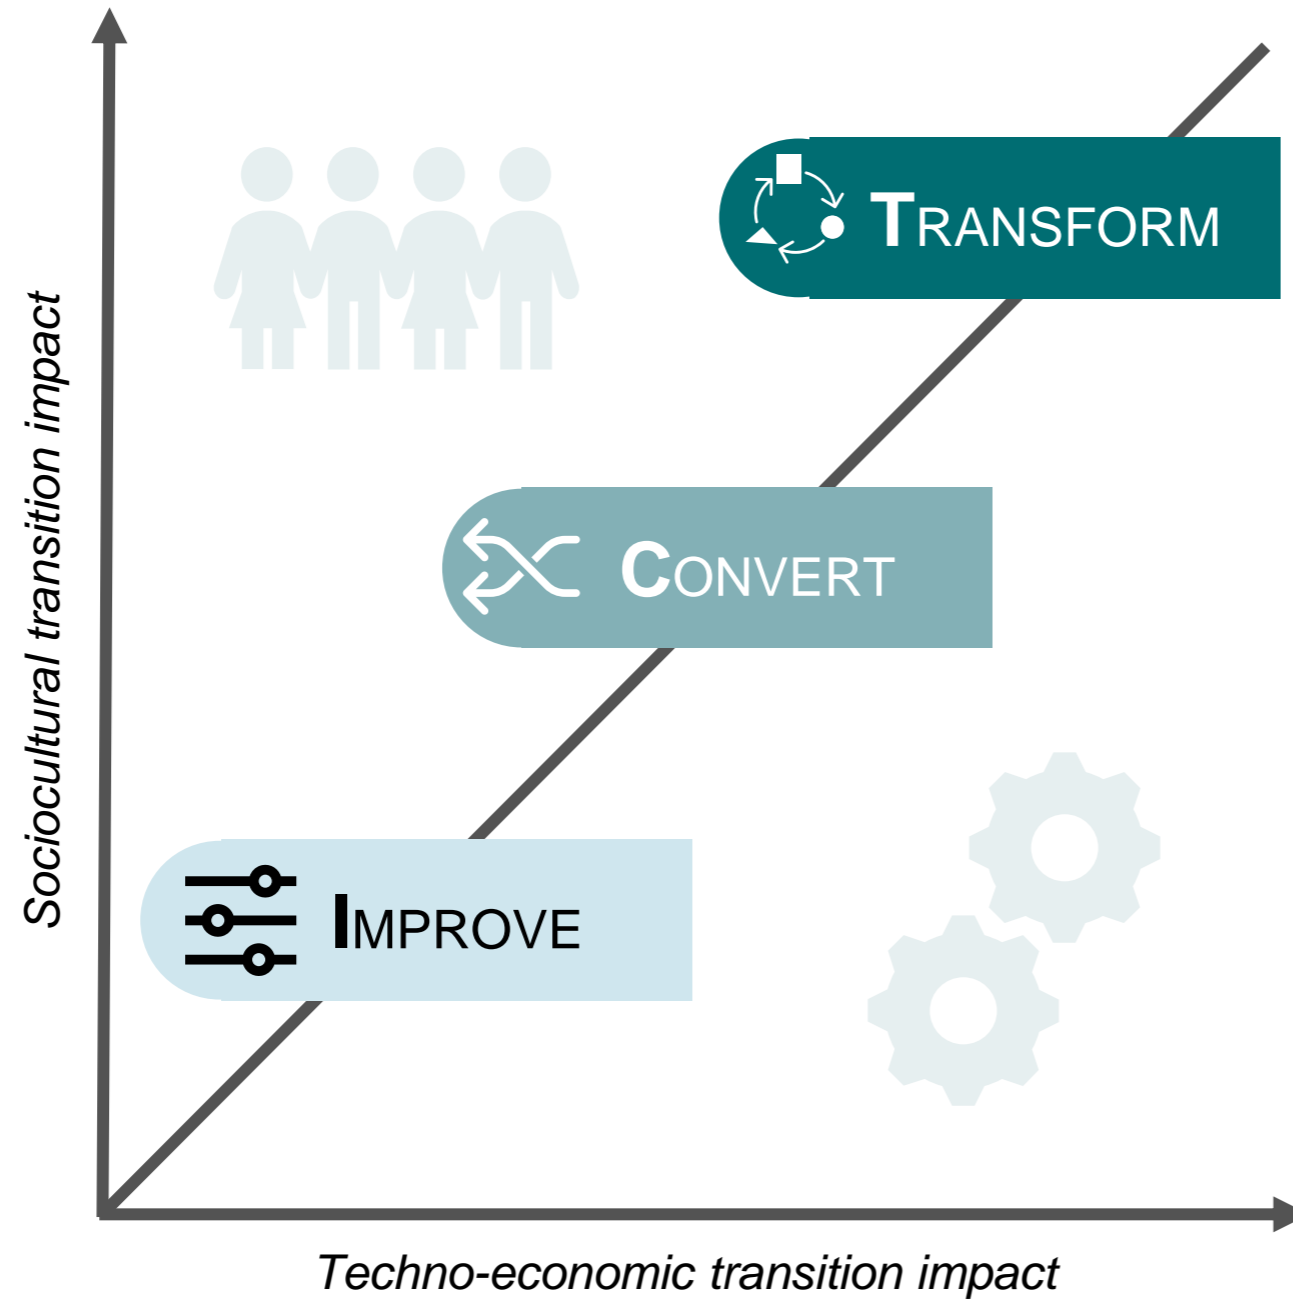 Sociocultural transition impact
TRANSFORM
CONVERT
IMPROVE
Techno-economic transition impact